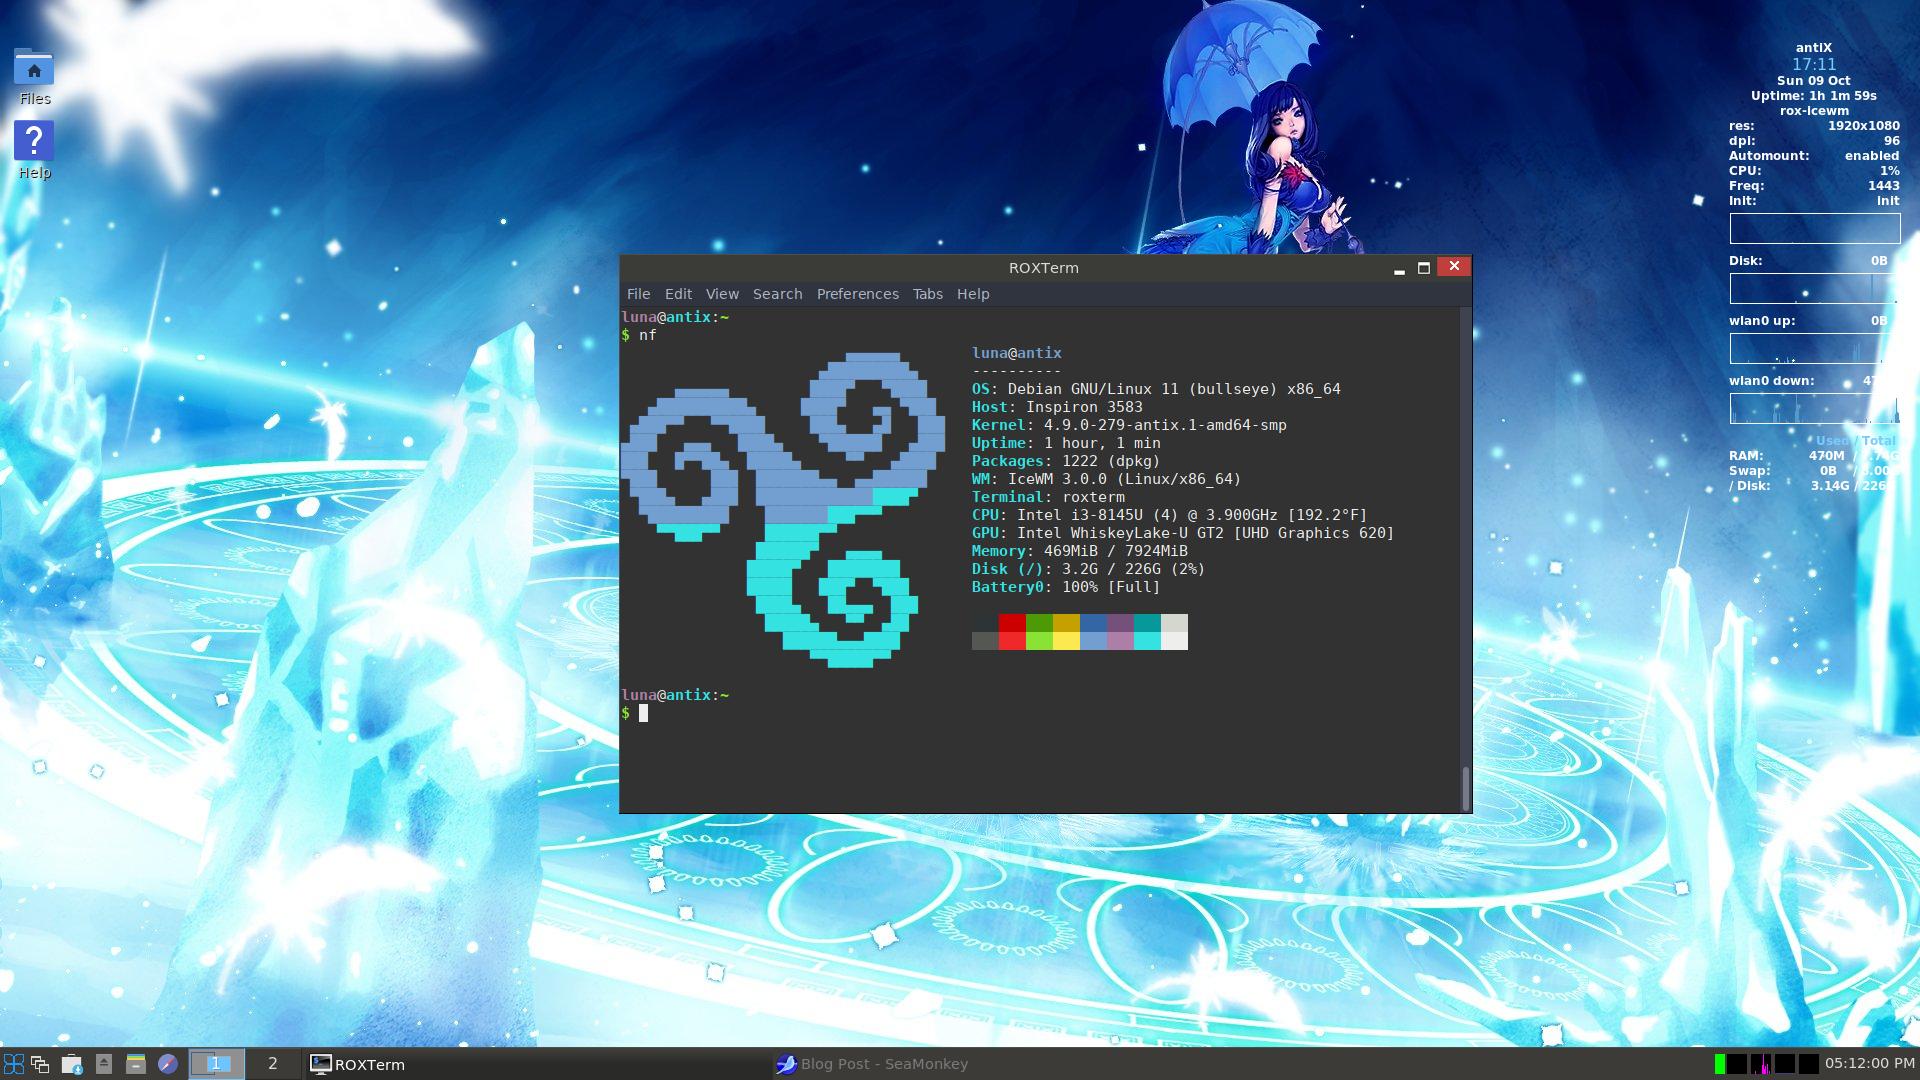 Files
Help
antiX
17:11
Sun 09 Oct
Uptime: 1h 1m 59s
rox-icewm
res: 1920x1080
dpi: 96
Automount: enabled
CPU: 1%
Freq: 1443
Init: init
Disk: 0B
wlan0 up: 0B
wlan0 down:
Used / Total
RAM: 470M /
Swap: 0B /
/ Disk: 3.14G / 226
ROXTerm
File Edit View Search Preferences Tabs Help
luna@antix:~
$ nf
luna@antix
----------
OS: Debian GNU/Linux 11 (bullseye) x86_64
Host: Inspiron 3583
Kernel: 4.9.0-279-antix.1-amd64-smp
Uptime: 1 hour, 1 min
Packages: 1222 (dpkg)
WM: IceWM 3.0.0 (Linux/x86_64)
Terminal: roxterm
CPU: Intel i3-8145U (4) @ 3.900GHz [192.2°F]
GPU: Intel WhiskeyLake-U GT2 [UHD Graphics 620]
Memory: 469MiB / 7924MiB
Disk (/): 3.2G / 226G (2%)
Battery0: 100% [Full]
luna@antix:~
$
1 2 ROXTerm Blog Post - SeaMonkey 05:12:00 PM